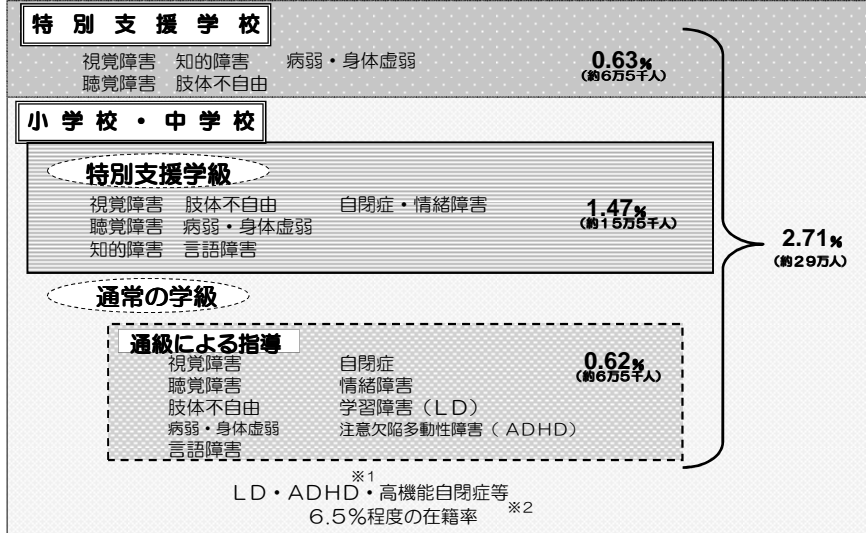 特別支援学校
視覚障害 知的障害 病弱・身体虚弱
聴覚障害 肢体不自由
0.63%
(約6万5千人)
小学校・中学校
特別支援学級
視覚障害 肢体不自由 自閉症・情緒障害
聴覚障害 病弱・身体虚弱
知的障害 言語障害
1.47%
(約15万5千人)
2.71%
(約29万人)
通常の学級
通級による指導
視覚障害 自閉症
聴覚障害 情緒障害
肢体不自由 学習障害(LD)
病弱・身体虚弱 注意欠陥多動性障害(ADHD)
言語障害
0.62%
(約6万5千人)
※1
LD・ADHD・高機能自閉症等
6.5%程度の在籍率 ※2